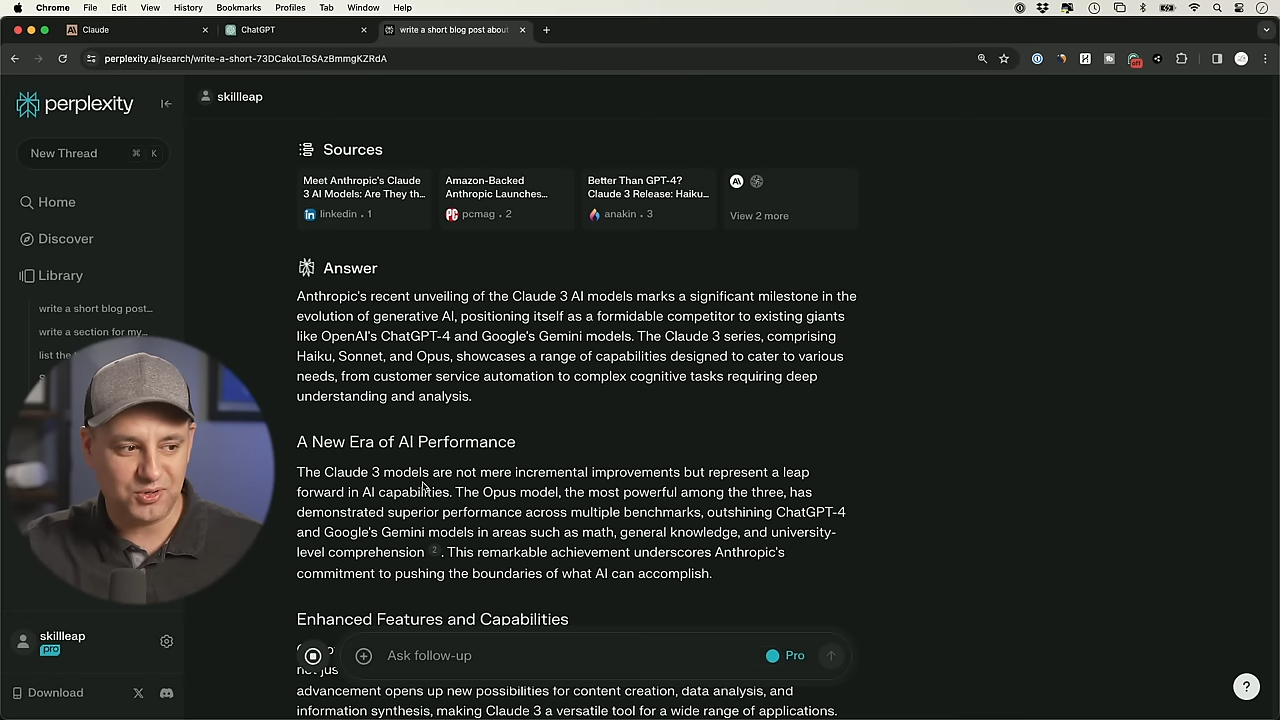 Chrome File Edit View History Bookmarks Profiles Tab Window Help
Claude
ChatGPT
write a short blog post about
perplexity.ai/search/write-a-short-73DCakoLToSAzBmmgKZRdA
off
perplexity
skillleap
New Thread ⌘ K
Home
Discover
Library
write a short blog post...
write a section for my...
list the
Sources
Meet Anthropic's Claude
3 AI Models: Are They th...
linkedin . 1
Amazon-Backed
Anthropic Launches...
pcmag . 2
Better Than GPT-4?
Claude 3 Release: Haiku...
anakin . 3
View 2 more
Answer
Anthropic's recent unveiling of the Claude 3 AI models marks a significant milestone in the
evolution of generative AI, positioning itself as a formidable competitor to existing giants
like OpenAI's ChatGPT-4 and Google's Gemini models. The Claude 3 series, comprising
Haiku, Sonnet, and Opus, showcases a range of capabilities designed to cater to various
needs, from customer service automation to complex cognitive tasks requiring deep
understanding and analysis.
A New Era of AI Performance
The Claude 3 models are not mere incremental improvements but represent a leap
forward in AI capabilities. The Opus model, the most powerful among the three, has
demonstrated superior performance across multiple benchmarks, outshining ChatGPT-4
and Google's Gemini models in areas such as math, general knowledge, and university-
level comprehension 2 . This remarkable achievement underscores Anthropic's
commitment to pushing the boundaries of what AI can accomplish.
Enhanced Features and Capabilities
not jus
advancement opens up new possibilities for content creation, data analysis, and
information synthesis, making Claude 3 a versatile tool for a wide range of applications.
Ask follow-up
Pro
skillleap
pro
Download
?